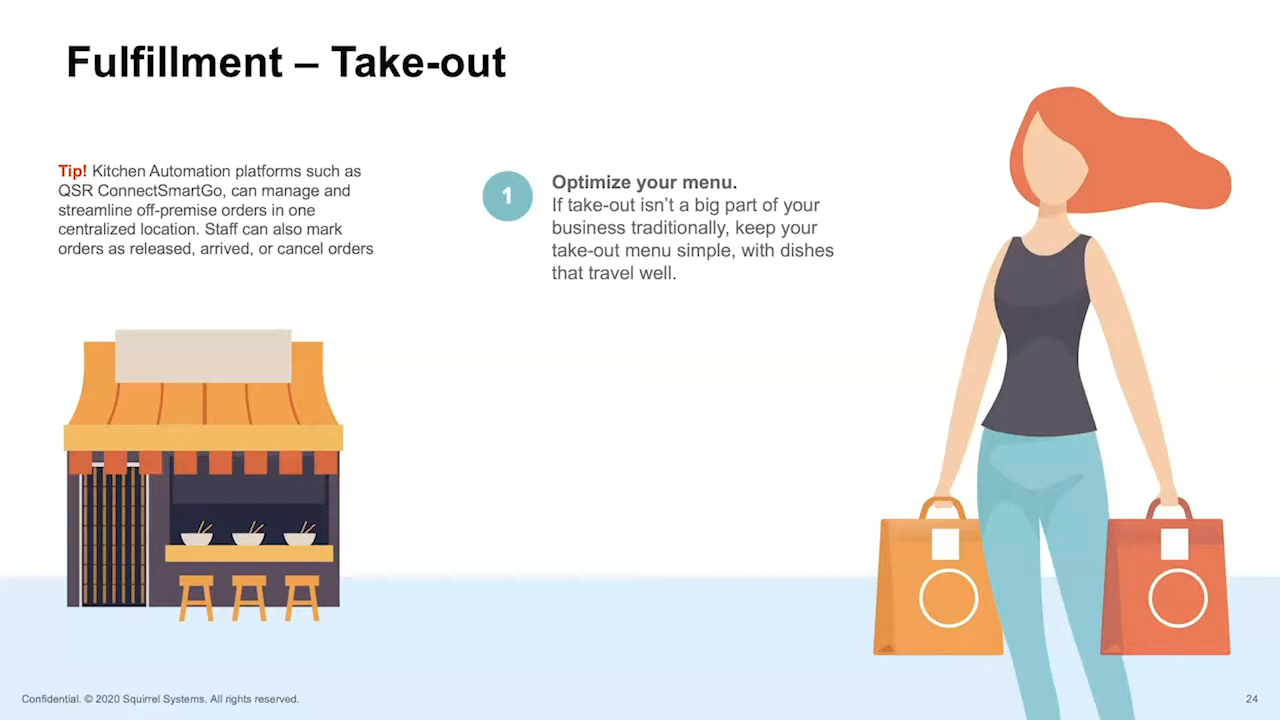 Fulfillment – Take-out
Tip! Kitchen Automation platforms such as
QSR ConnectSmartGo, can manage and
streamline off-premise orders in one
centralized location. Staff can also mark
orders as released, arrived, or cancel orders
1
Optimize your menu.
If take-out isn’t a big part of your
business traditionally, keep your
take-out menu simple, with dishes
that travel well.
Confidential. © 2020 Squirrel Systems. All rights reserved.
24